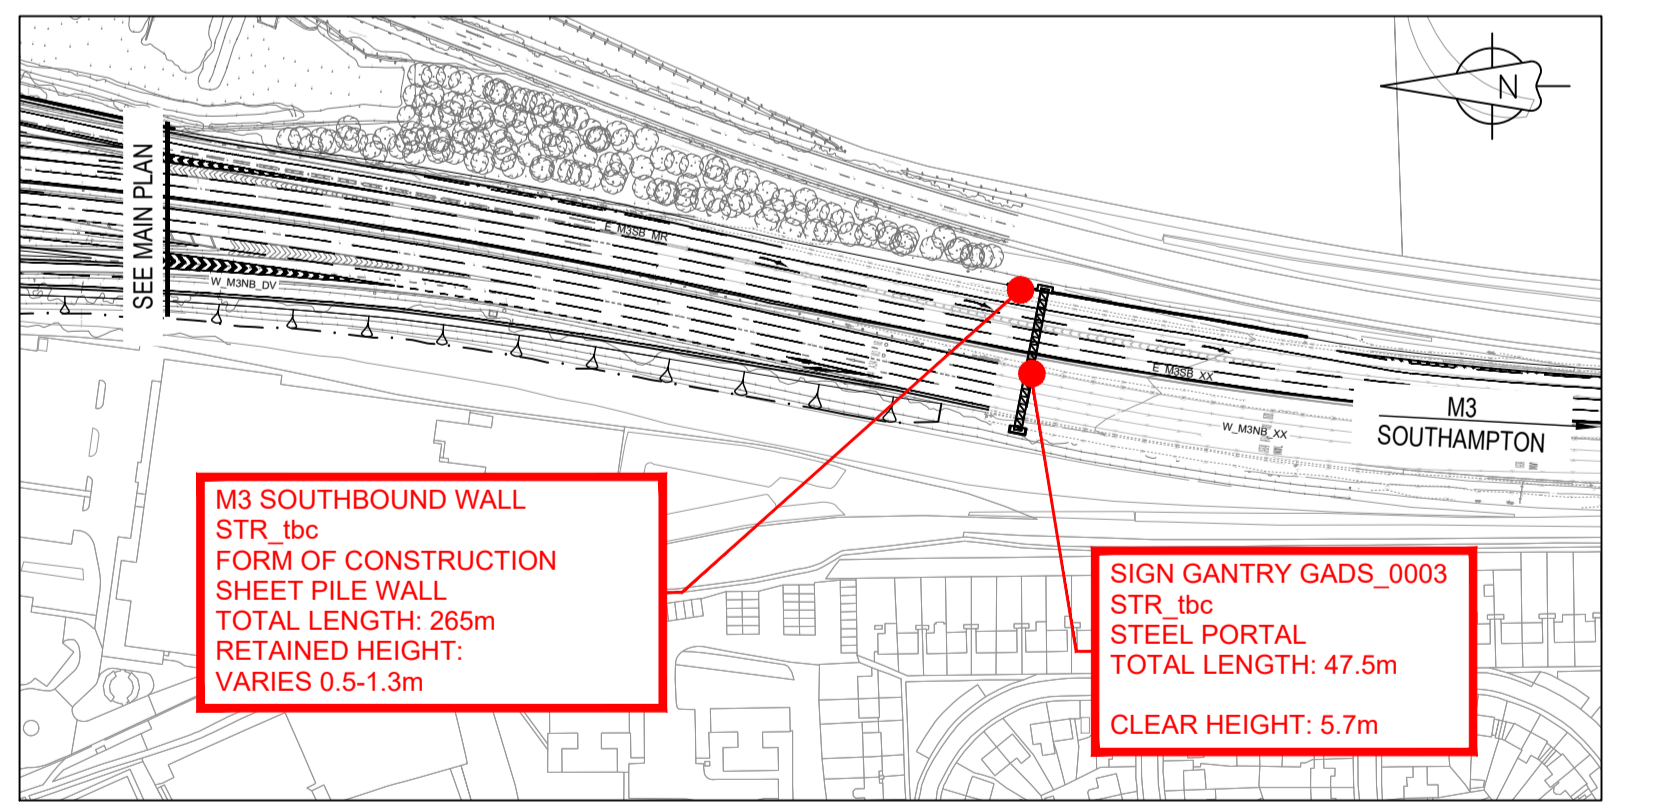 N
SEE MAIN PLAN
E_M3SB_MR
W_M3NB_DV
E_M3SB_XX
W_M3NB_XX
M3
SOUTHAMPTON
M3 SOUTHBOUND WALL
STR_tbc
FORM OF CONSTRUCTION
SHEET PILE WALL
TOTAL LENGTH: 265m
RETAINED HEIGHT:
VARIES 0.5-1.3m
SIGN GANTRY GADS_0003
STR_tbc
STEEL PORTAL
TOTAL LENGTH: 47.5m
CLEAR HEIGHT: 5.7m